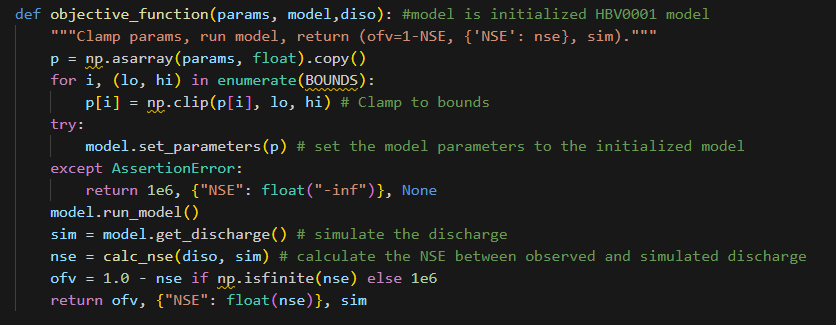 def objective_function(params, model,diso): #model is initialized HBV0001 model
    """Clamp params, run model, return (ofv=1-NSE, {'NSE': nse}, sim)."""
    p = np.asarray(params, float).copy()
    for i, (lo, hi) in enumerate(BOUNDS):
        p[i] = np.clip(p[i], lo, hi) # Clamp to bounds
    try:
        model.set_parameters(p) # set the model parameters to the initialized model
    except AssertionError:
        return 1e6, {"NSE": float("-inf")}, None
    model.run_model()
    sim = model.get_discharge() # simulate the discharge
    nse = calc_nse(diso, sim) # calculate the NSE between observed and simulated discharge
    ofv = 1.0 - nse if np.isfinite(nse) else 1e6
    return ofv, {"NSE": float(nse)}, sim